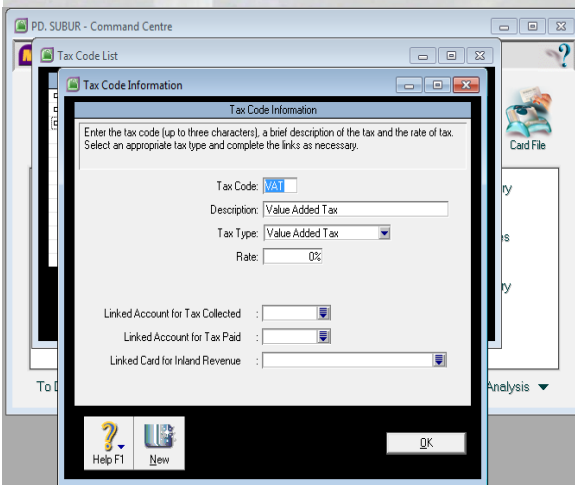 PD. SUBUR - Command Centre
Tax Code List
Tax Code Information
Tax Code Information
Enter the tax code (up to three characters), a brief description of the tax and the rate of tax.
Select an appropriate tax type and complete the links as necessary.
Card File
Tax Code: VAT
Description: Value Added Tax
Tax Type: Value Added Tax
Rate: 0%
Linked Account for Tax Collected :
Linked Account for Tax Paid :
Linked Card for Inland Revenue :
To
Analysis
Help F1
New
OK